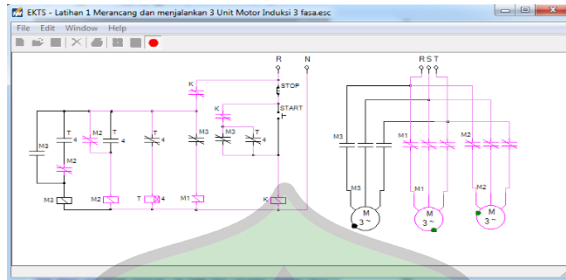 EKTS - Latihan 1 Merancang dan menjalankan 3 Unit Motor Induksi 3 fasa.esc
File Edit Window Help
R N R S T
K STOP
K START
M3 T 4 M2 T 4 T 4 M3 M3 T 4
M2
M3 M2 T 4 M1 K
M3 M1 M2
M3 M1 M2
M 3~ M 3~ M 3~